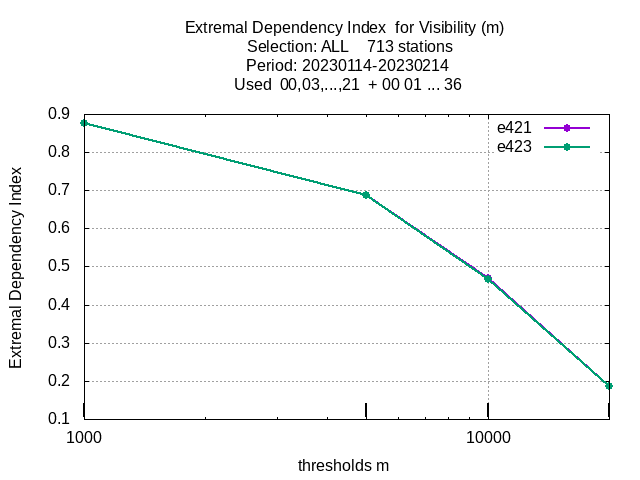 Extremal Dependency Index  for Visibility (m)
Selection: ALL    713 stations
Period: 20230114-20230214
Used  00,03,...,21  + 00 01 ... 36
e421
e423
Extremal Dependency Index
0.9
0.8
0.7
0.6
0.5
0.4
0.3
0.2
0.1
1000
10000
thresholds m